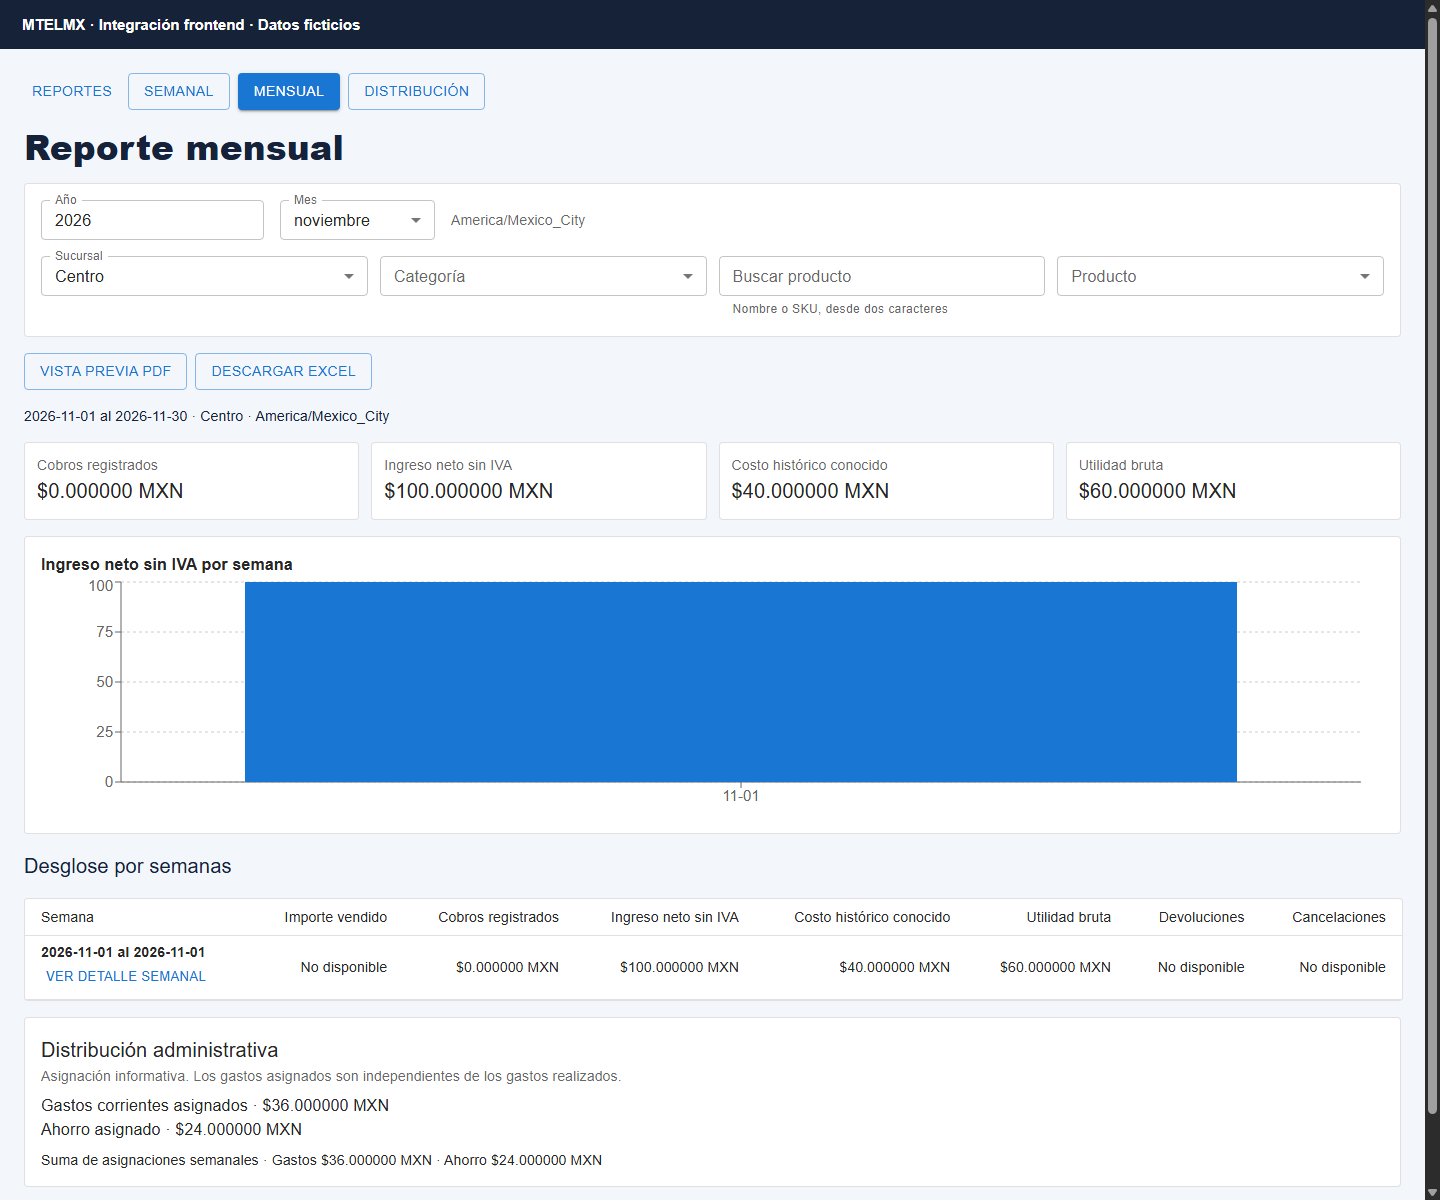 MTELMX · Integración frontend · Datos ficticios
REPORTES SEMANAL MENSUAL DISTRIBUCIÓN
Reporte mensual
Año Mes
2026 noviembre America/Mexico_City
Sucursal
Centro Categoría Buscar producto Producto
Nombre o SKU, desde dos caracteres
VISTA PREVIA PDF DESCARGAR EXCEL
2026-11-01 al 2026-11-30 · Centro · America/Mexico_City
Cobros registrados Ingreso neto sin IVA Costo histórico conocido Utilidad bruta
$0.000000 MXN $100.000000 MXN $40.000000 MXN $60.000000 MXN
Ingreso neto sin IVA por semana
100
75
50
25
0
11-01
Desglose por semanas
Semana Importe vendido Cobros registrados Ingreso neto sin IVA Costo histórico conocido Utilidad bruta Devoluciones Cancelaciones
2026-11-01 al 2026-11-01
No disponible $0.000000 MXN $100.000000 MXN $40.000000 MXN $60.000000 MXN No disponible No disponible
VER DETALLE SEMANAL
Distribución administrativa
Asignación informativa. Los gastos asignados son independientes de los gastos realizados.
Gastos corrientes asignados · $36.000000 MXN
Ahorro asignado · $24.000000 MXN
Suma de asignaciones semanales · Gastos $36.000000 MXN · Ahorro $24.000000 MXN